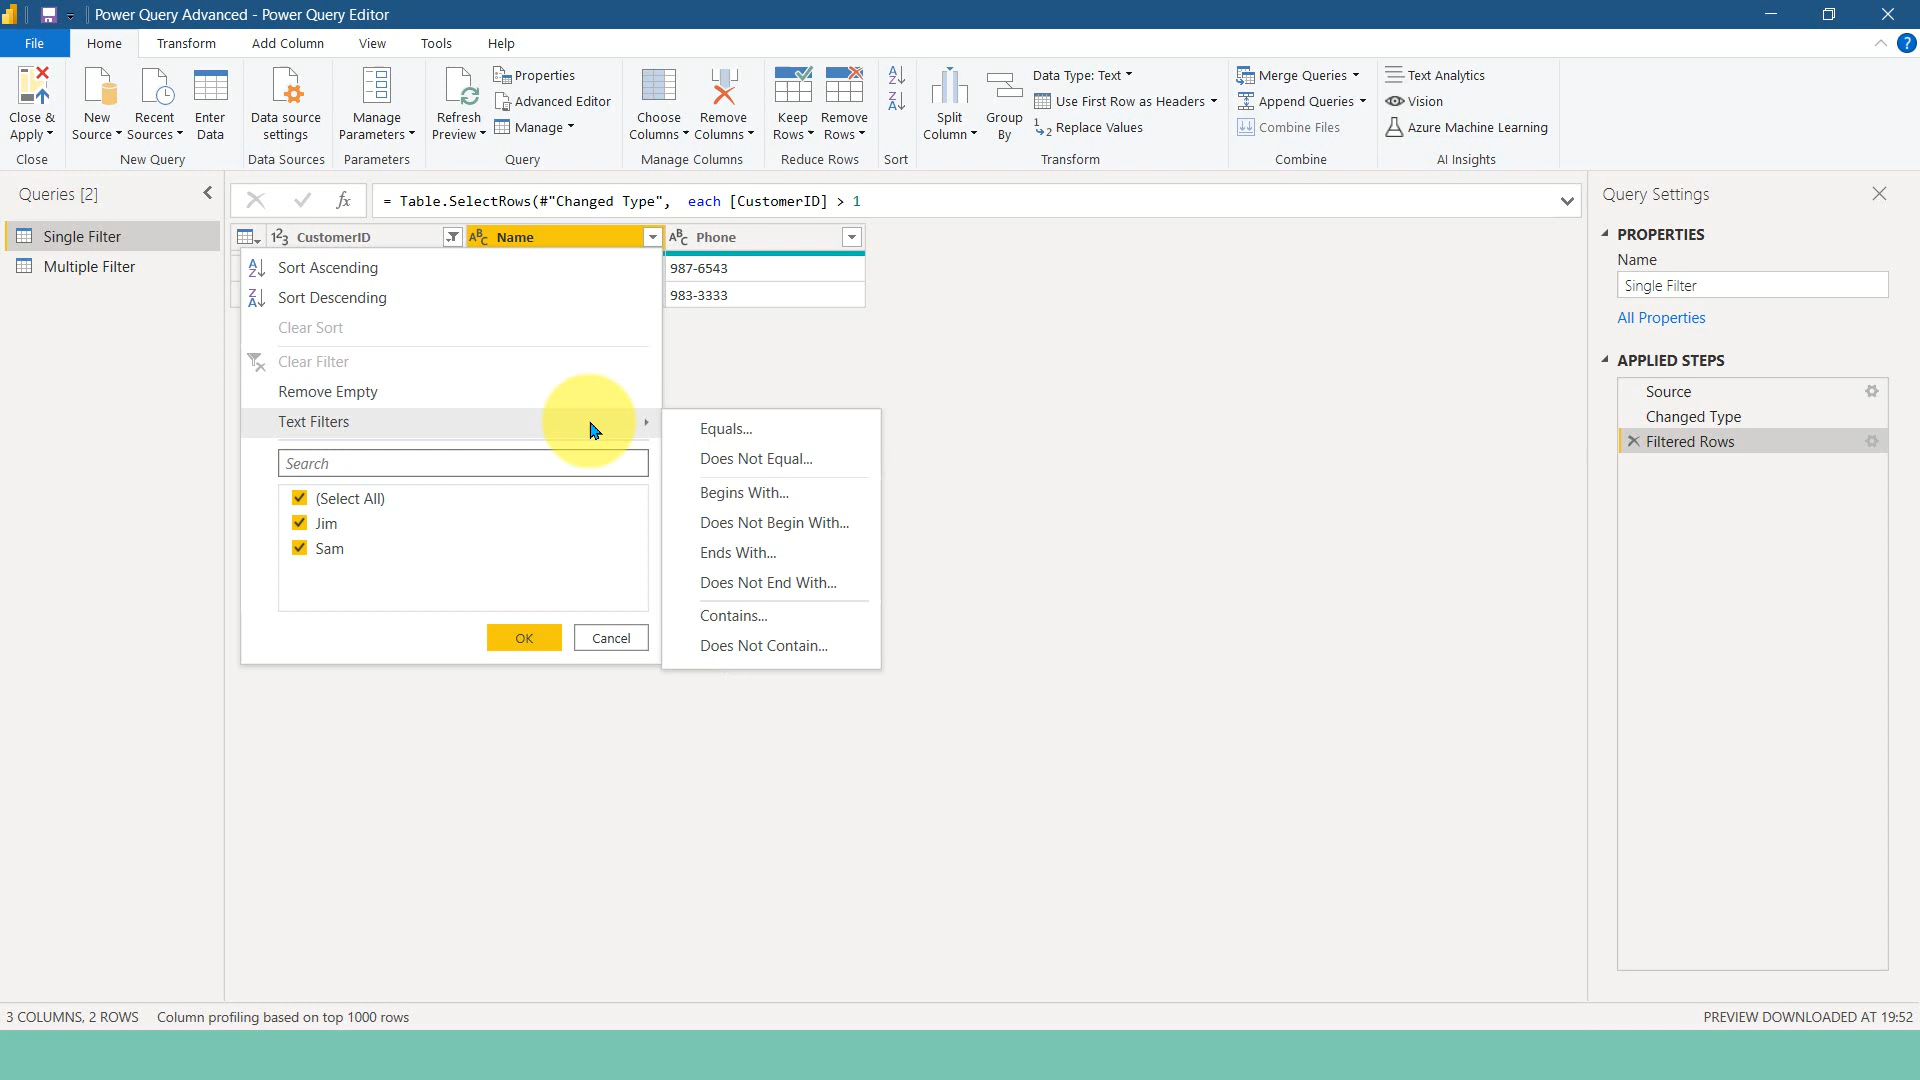 Power Query Advanced - Power Query Editor
File Home Transform Add Column View Tools Help
Close & Apply
Close
New Source
Recent Sources
Enter Data
New Query
Data source settings
Data Sources
Manage Parameters
Parameters
Refresh Preview
Properties
Advanced Editor
Manage
Query
Choose Columns
Remove Columns
Manage Columns
Keep Rows
Remove Rows
Reduce Rows
Sort
Split Column
Group By
Data Type: Text
Use First Row as Headers
Replace Values
Transform
Merge Queries
Append Queries
Combine Files
Combine
Text Analytics
Vision
Azure Machine Learning
AI Insights
Queries [2]
Single Filter
Multiple Filter
fx = Table.SelectRows(#"Changed Type", each [CustomerID] > 1
123 CustomerID ABC Name ABC Phone
987-6543
983-3333
Sort Ascending
Sort Descending
Clear Sort
Clear Filter
Remove Empty
Text Filters
Search
(Select All)
Jim
Sam
OK Cancel
Equals...
Does Not Equal...
Begins With...
Does Not Begin With...
Ends With...
Does Not End With...
Contains...
Does Not Contain...
Query Settings
PROPERTIES
Name
Single Filter
All Properties
APPLIED STEPS
Source
Changed Type
Filtered Rows
3 COLUMNS, 2 ROWS Column profiling based on top 1000 rows
PREVIEW DOWNLOADED AT 19:52